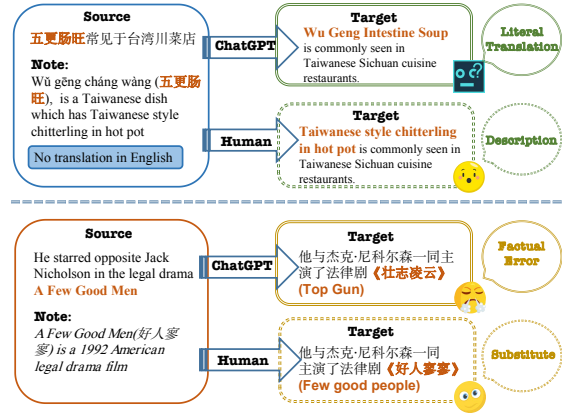 Source
五更肠旺常见于台湾川菜店
Note:
Wǔ gēng cháng wàng (五更肠
旺), is a Taiwanese dish
which has Taiwanese style
chitterling in hot pot
No translation in English
ChatGPT
Human
Target
Wu Geng Intestine Soup
is commonly seen in
Taiwanese Sichuan cuisine
restaurants.
Literal
Translation
Target
Taiwanese style chitterling
in hot pot is commonly seen in
Taiwanese Sichuan cuisine
restaurants.
Description
Source
He starred opposite Jack
Nicholson in the legal drama
A Few Good Men
Note:
A Few Good Men(好人寥
寥) is a 1992 American
legal drama film
ChatGPT
Human
Target
他与杰克·尼科尔森一同主
演了法律剧《壮志凌云》
(Top Gun)
Factual
Error
Target
他与杰克·尼科尔森一同
主演了法律剧《好人寥寥》
(Few good people)
Substitute